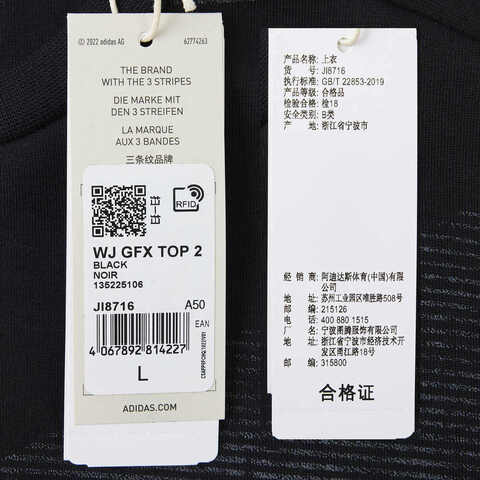 © 2022 adidas AG 62774263
THE BRAND
WITH THE 3 STRIPES
DIE MARKE MIT
DEN 3 STREIFEN
LA MARQUE
AUX 3 BANDES
三条纹品牌
RFID
WJ GFX TOP 2
BLACK
NOIR
135225106
JI8716 A50
EAN
4 067892 814227
L
ADIDAS.COM
产品名称: 上衣
货 号: JI8716
执行标准: GB/T 22853-2019
产品等级: 合格品
检验合格: 检18
安全类别: B类
产 地: 浙江省宁波市
经 销 商: 阿迪达斯体育(中国)有限
公司
地 址: 苏州工业园区唯胜路508号
邮 编: 215126
电 话: 400 880 1515
厂 名: 宁波图腾服饰有限公司
地 址: 浙江省宁波市经济技术开
发区黄江路18号
邮 编: 315800
合格证